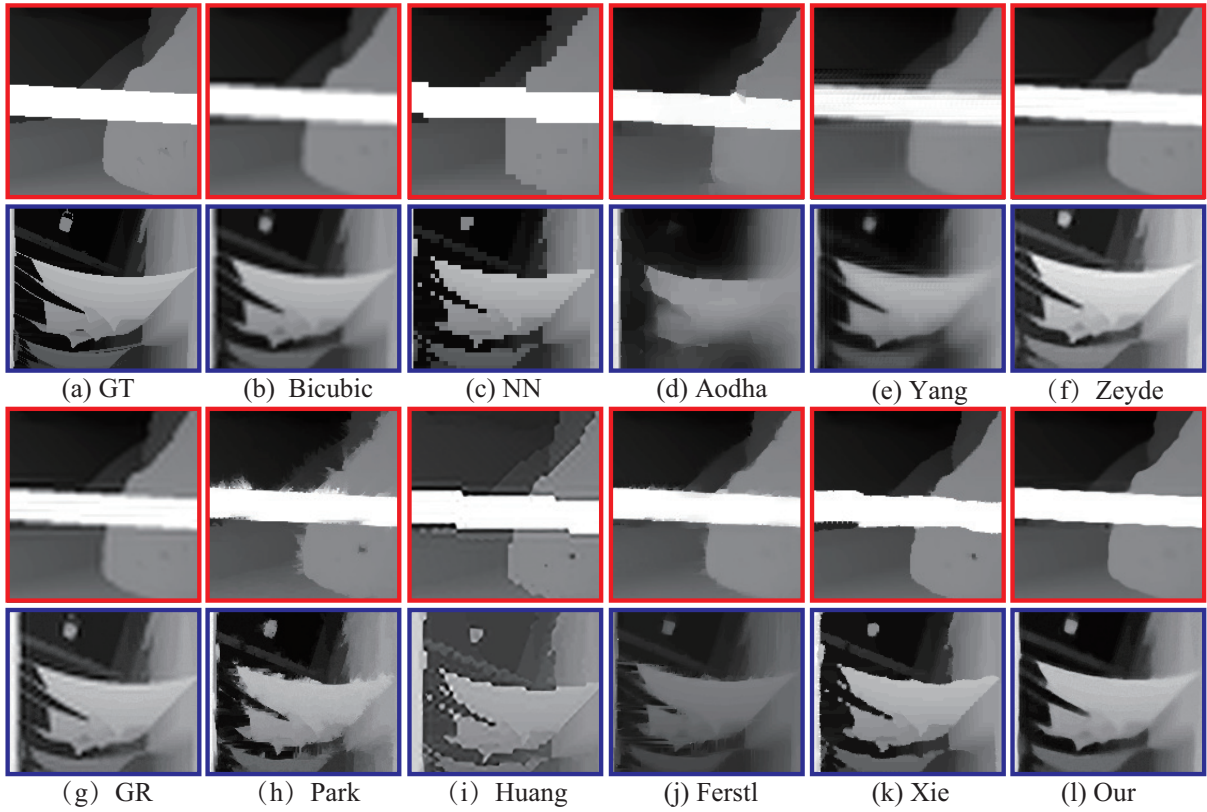 (a) GT (b) Bicubic (c) NN (d) Aodha (e) Yang (f) Zeyde
(g) GR (h) Park (i) Huang (j) Ferstl (k) Xie (l) Our